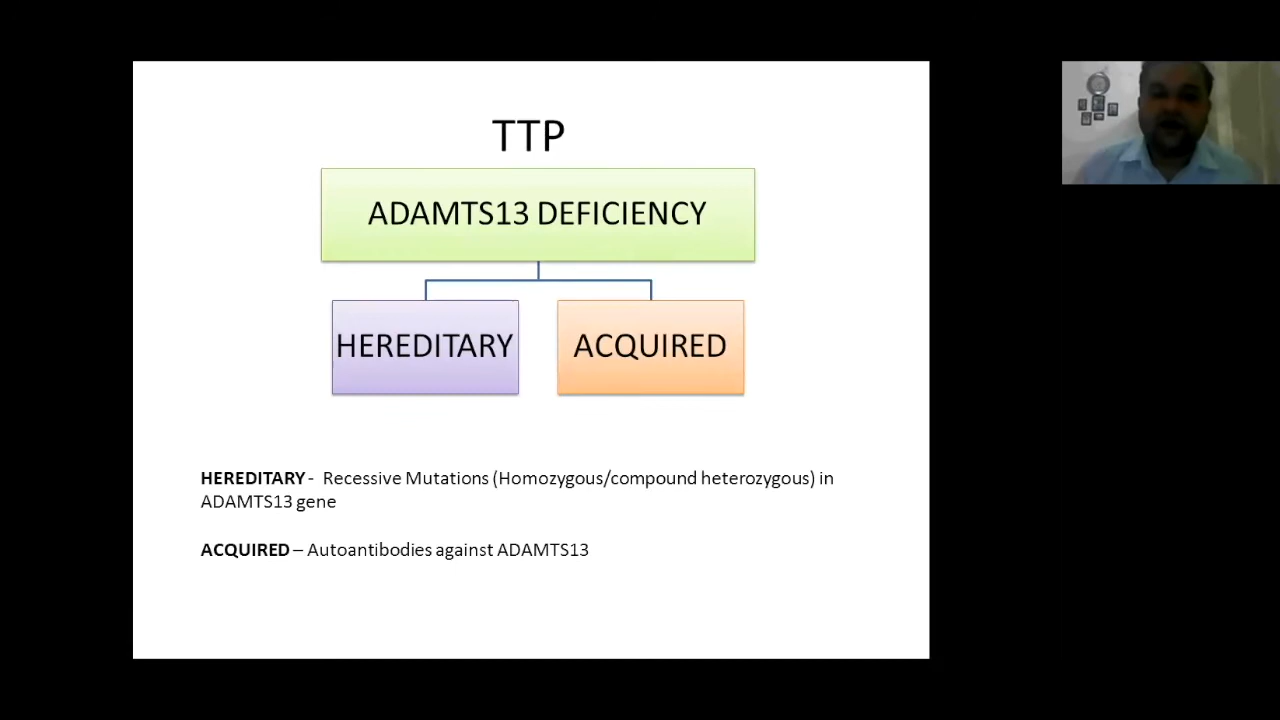 TTP
ADAMTS13 DEFICIENCY
HEREDITARY
ACQUIRED
HEREDITARY - Recessive Mutations (Homozygous/compound heterozygous) in
ADAMTS13 gene
ACQUIRED – Autoantibodies against ADAMTS13